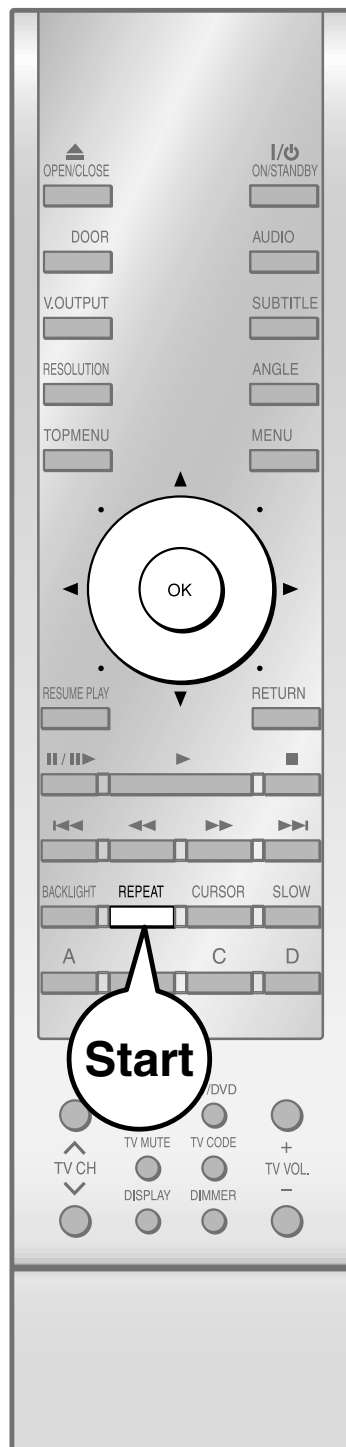 I/⏻
OPEN/CLOSE ON/STANDBY
DOOR AUDIO
V.OUTPUT SUBTITLE
RESOLUTION ANGLE
TOPMENU MENU
OK
RESUME PLAY RETURN
BACKLIGHT REPEAT CURSOR SLOW
A C D
Start
/DVD
TV MUTE TV CODE
TV CH + TV VOL. −
DISPLAY DIMMER